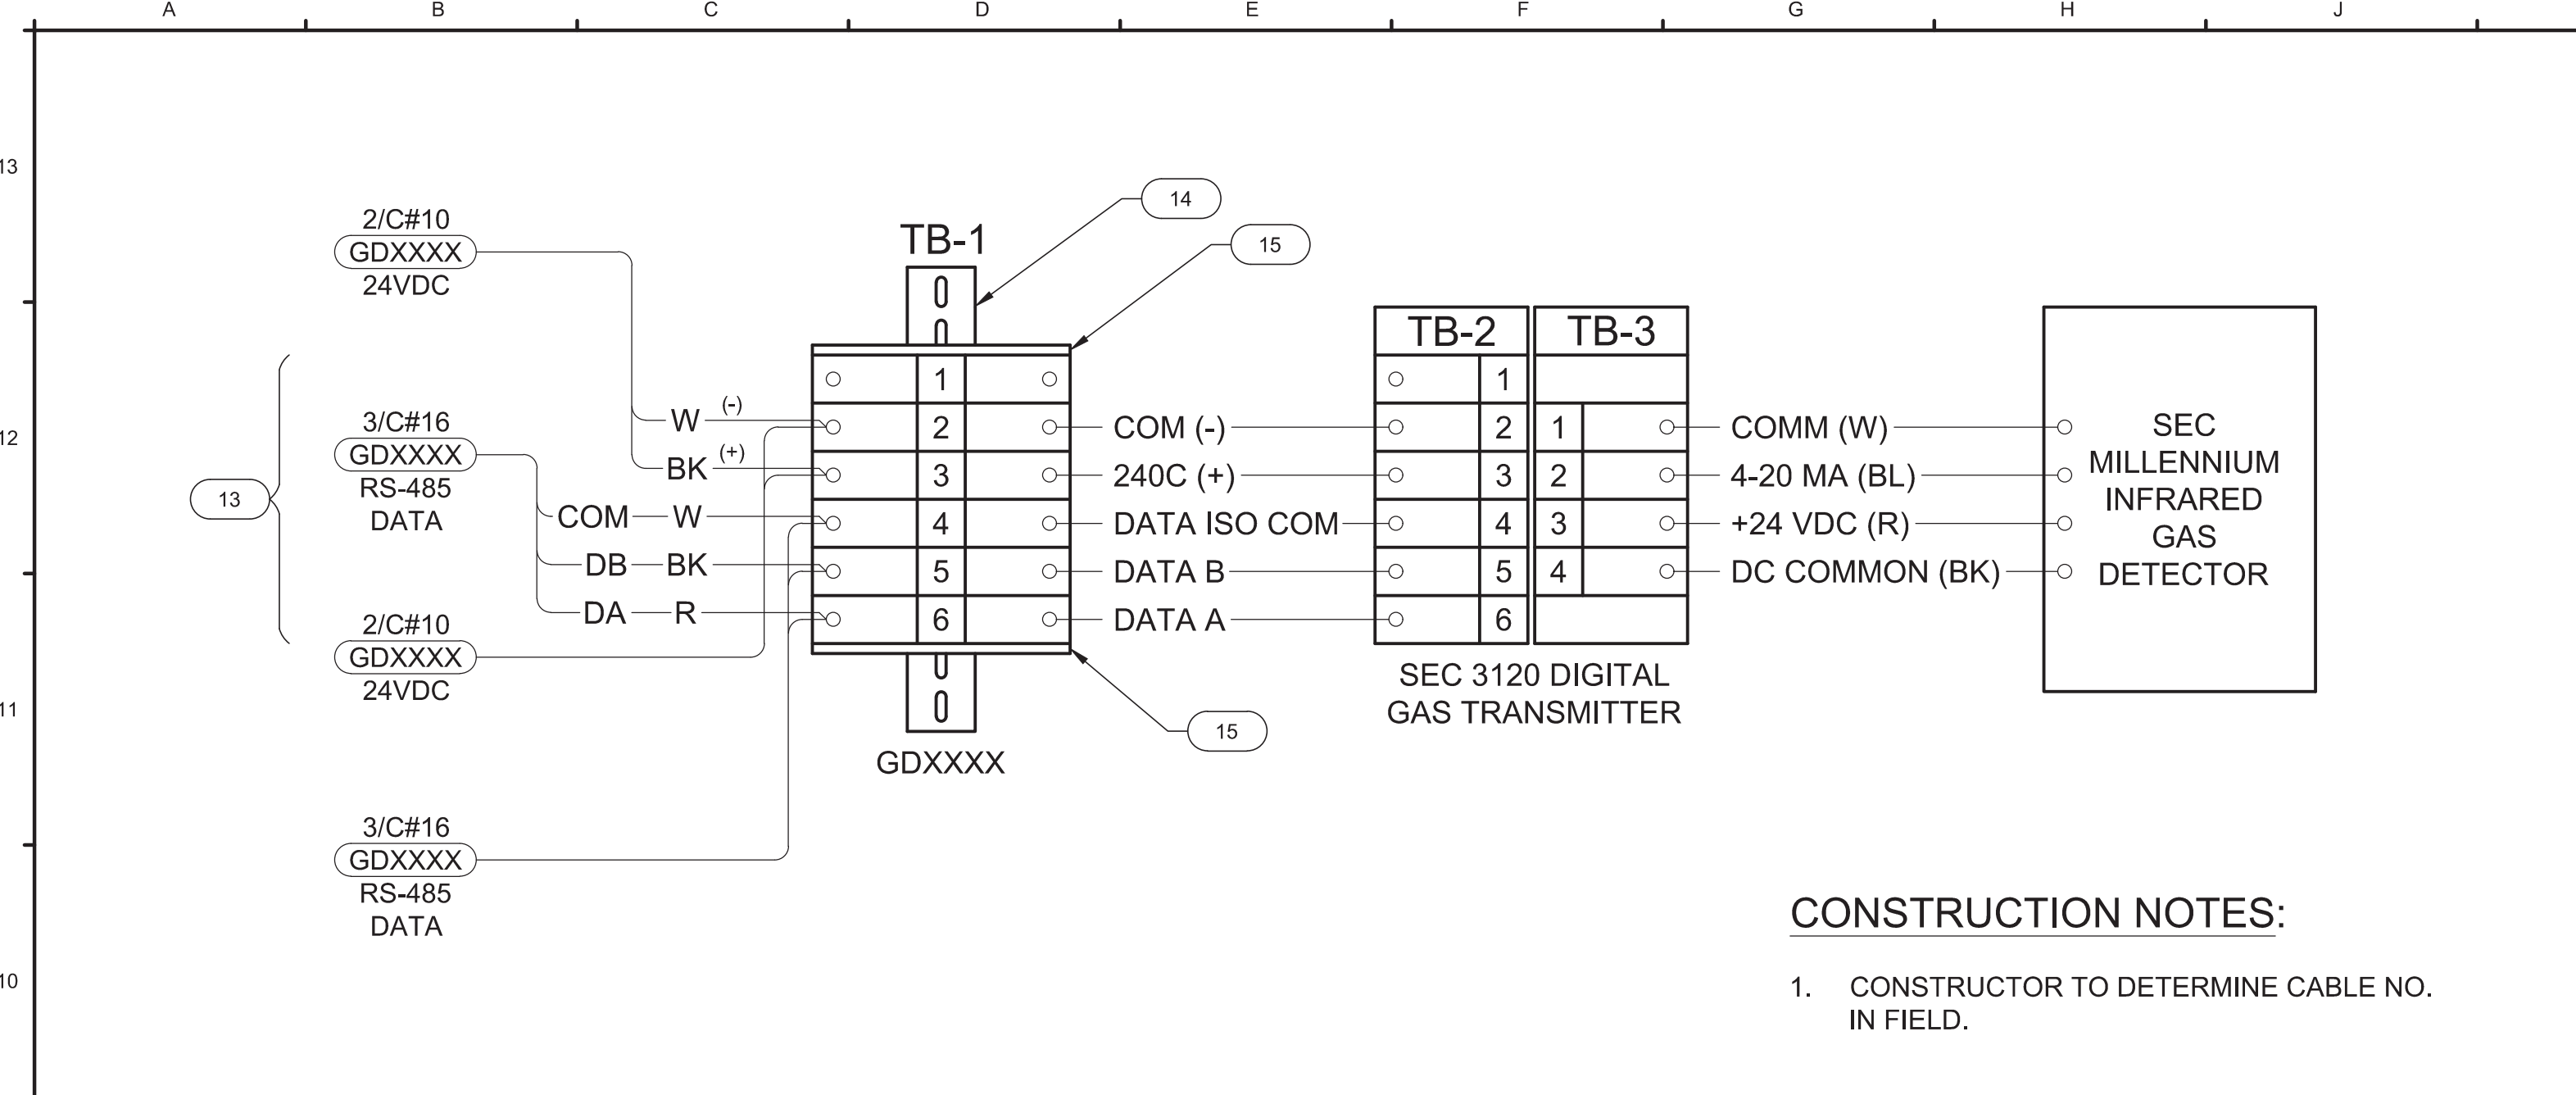 A B C D E F G H J
13
12
11
10
2/C#10
GDXXXX
24VDC
3/C#16
GDXXXX
RS-485
DATA
13
2/C#10
GDXXXX
24VDC
3/C#16
GDXXXX
RS-485
DATA
W (-)
BK (+)
COM W
DB BK
DA R
TB-1
14
15
1
2
3
4
5
6
15
GDXXXX
COM (-)
240C (+)
DATA ISO COM
DATA B
DATA A
TB-2 TB-3
1
2 1
3 2
4 3
5 4
6
SEC 3120 DIGITAL
GAS TRANSMITTER
COMM (W)
4-20 MA (BL)
+24 VDC (R)
DC COMMON (BK)
SEC
MILLENNIUM
INFRARED
GAS
DETECTOR
CONSTRUCTION NOTES:
1. CONSTRUCTOR TO DETERMINE CABLE NO.
IN FIELD.